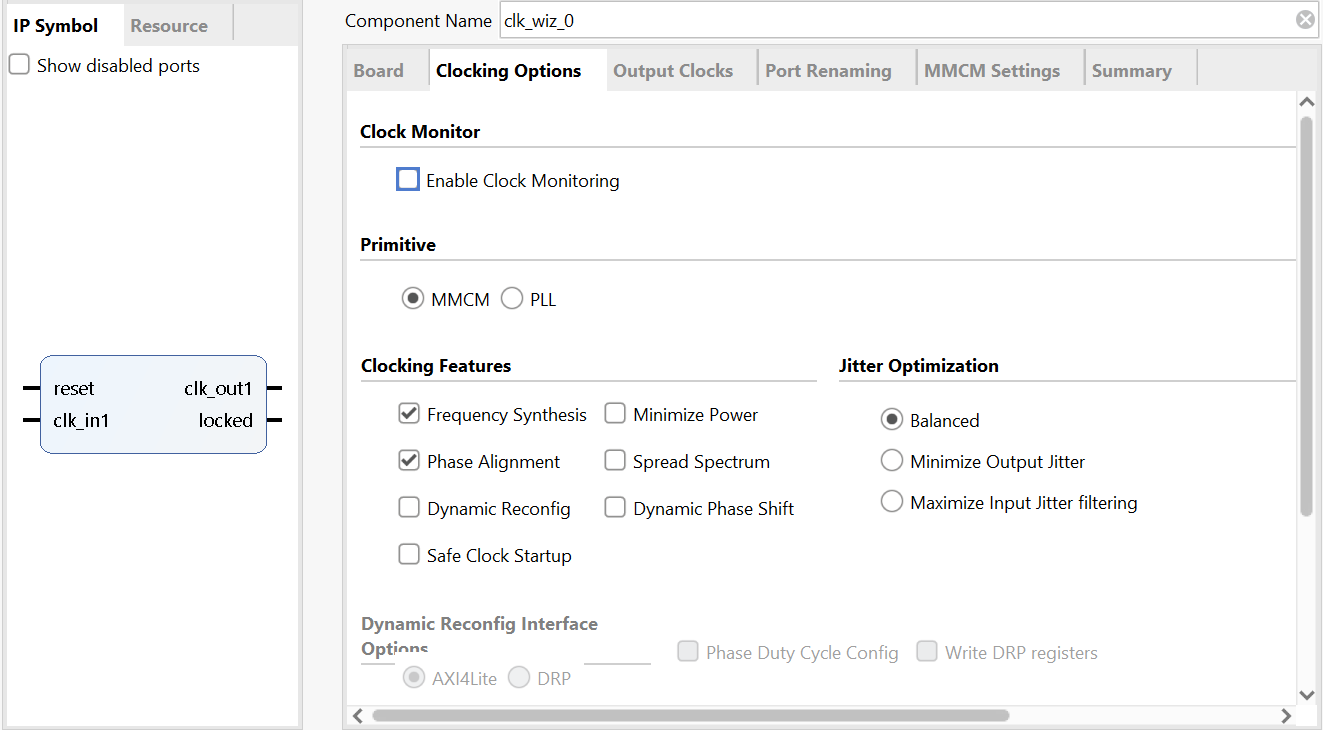 IP Symbol Resource
Show disabled ports
reset clk_out1
clk_in1 locked
Component Name clk_wiz_0
Board Clocking Options Output Clocks Port Renaming MMCM Settings Summary
Clock Monitor
Enable Clock Monitoring
Primitive
MMCM PLL
Clocking Features Jitter Optimization
Frequency Synthesis Minimize Power Balanced
Phase Alignment Spread Spectrum Minimize Output Jitter
Dynamic Reconfig Dynamic Phase Shift Maximize Input Jitter filtering
Safe Clock Startup
Dynamic Reconfig Interface
Options Phase Duty Cycle Config Write DRP registers
AXI4Lite DRP